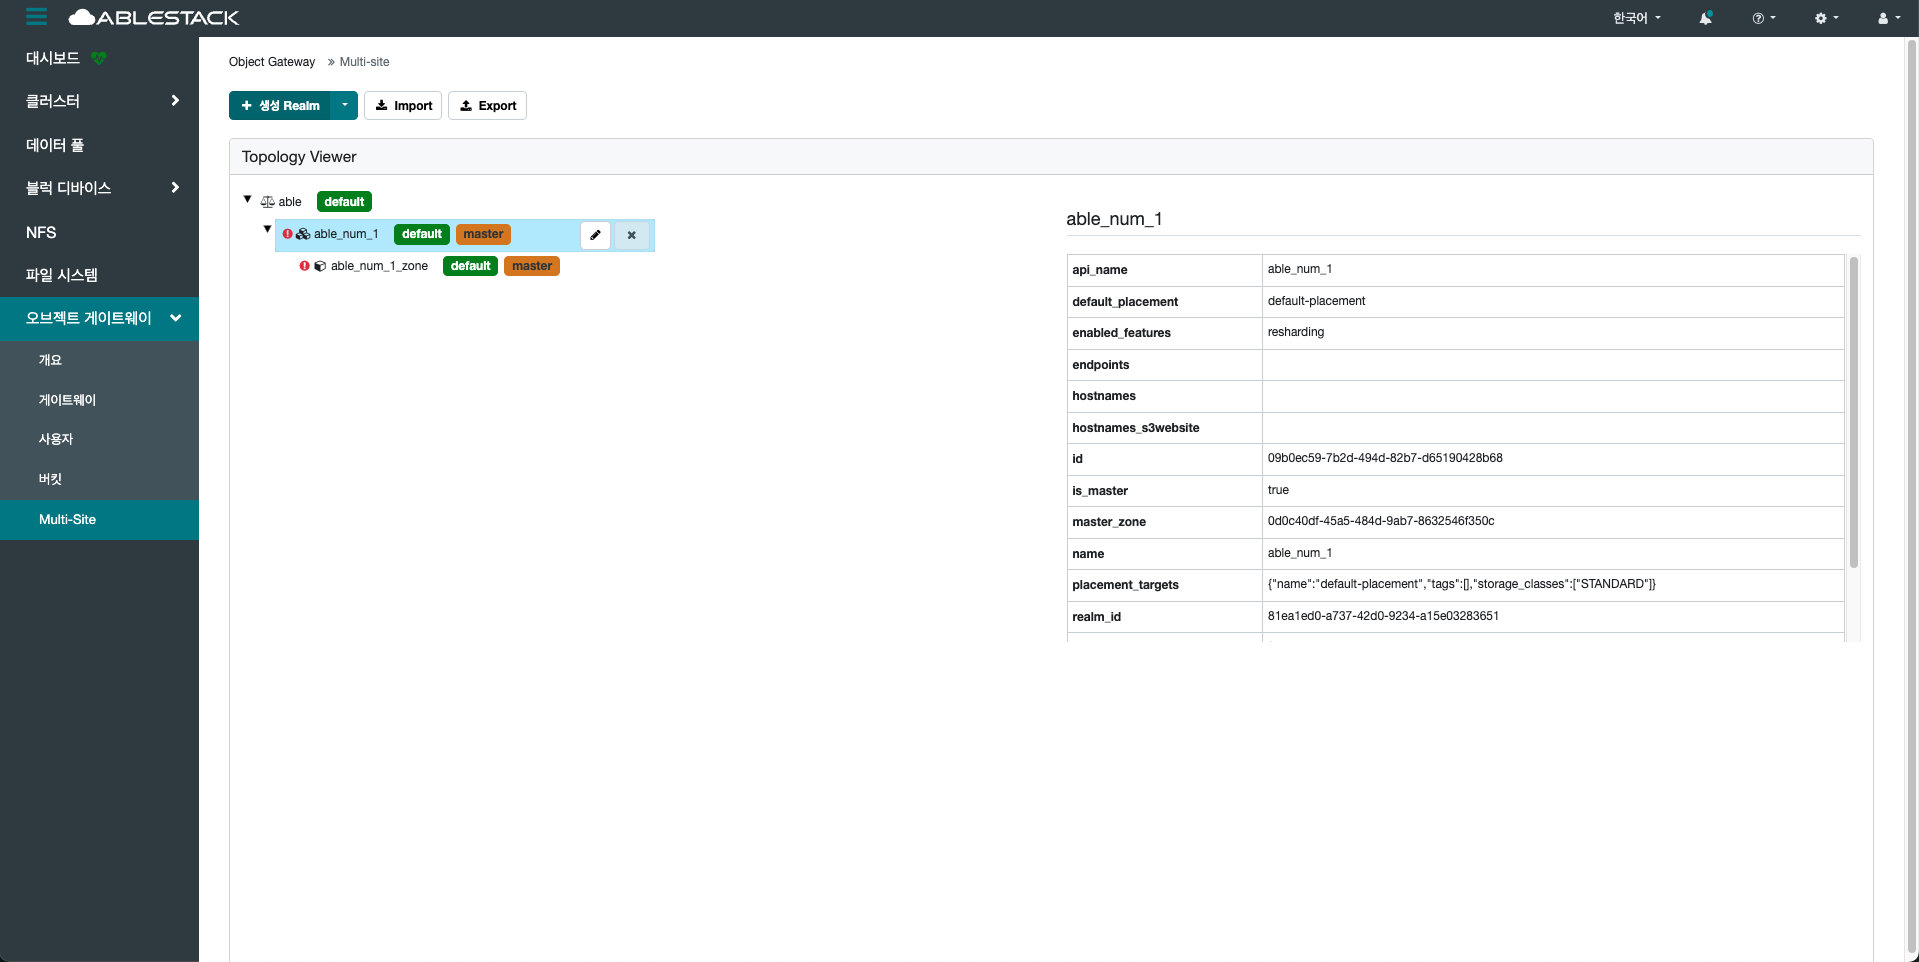 ABLESTACK
한국어
대시보드
클러스터
데이터 풀
블럭 디바이스
NFS
파일 시스템
오브젝트 게이트웨이
개요
게이트웨이
사용자
버킷
Multi-Site
Object Gateway » Multi-site
생성 Realm
Import
Export
Topology Viewer
able default
able_num_1 default master
able_num_1_zone default master
able_num_1
api_name able_num_1
default_placement default-placement
enabled_features resharding
endpoints
hostnames
hostnames_s3website
id 09b0ec59-7b2d-494d-82b7-d65190428b68
is_master true
master_zone 0d0c40df-45a5-484d-9ab7-8632546f350c
name able_num_1
placement_targets {"name":"default-placement","tags":[],"storage_classes":["STANDARD"]}
realm_id 81ea1ed0-a737-42d0-9234-a15e03283651